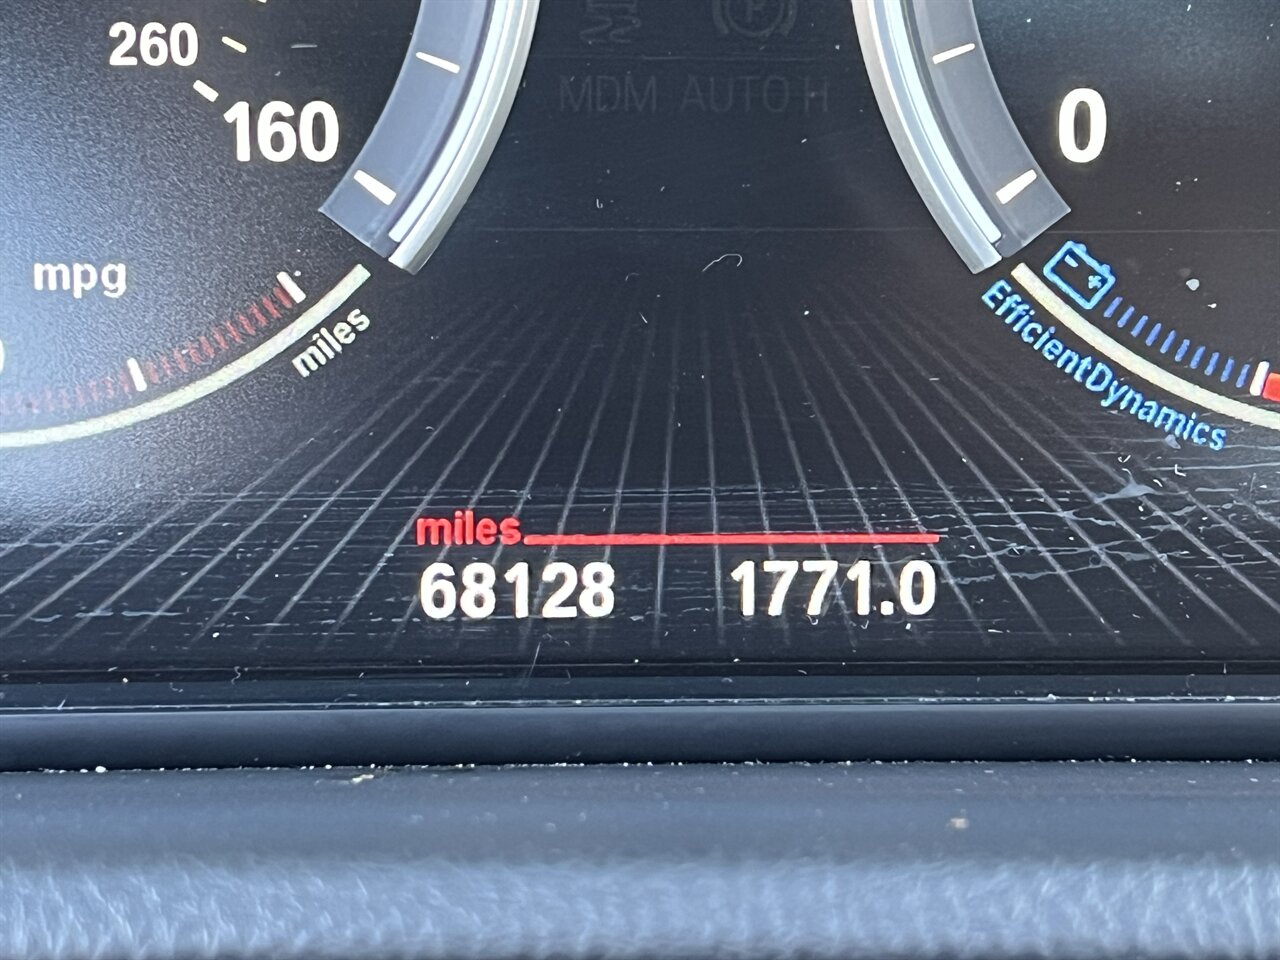 260
160
0
MDM AUTO H
mpg
miles
EfficientDynamics
miles
68128 1771.0